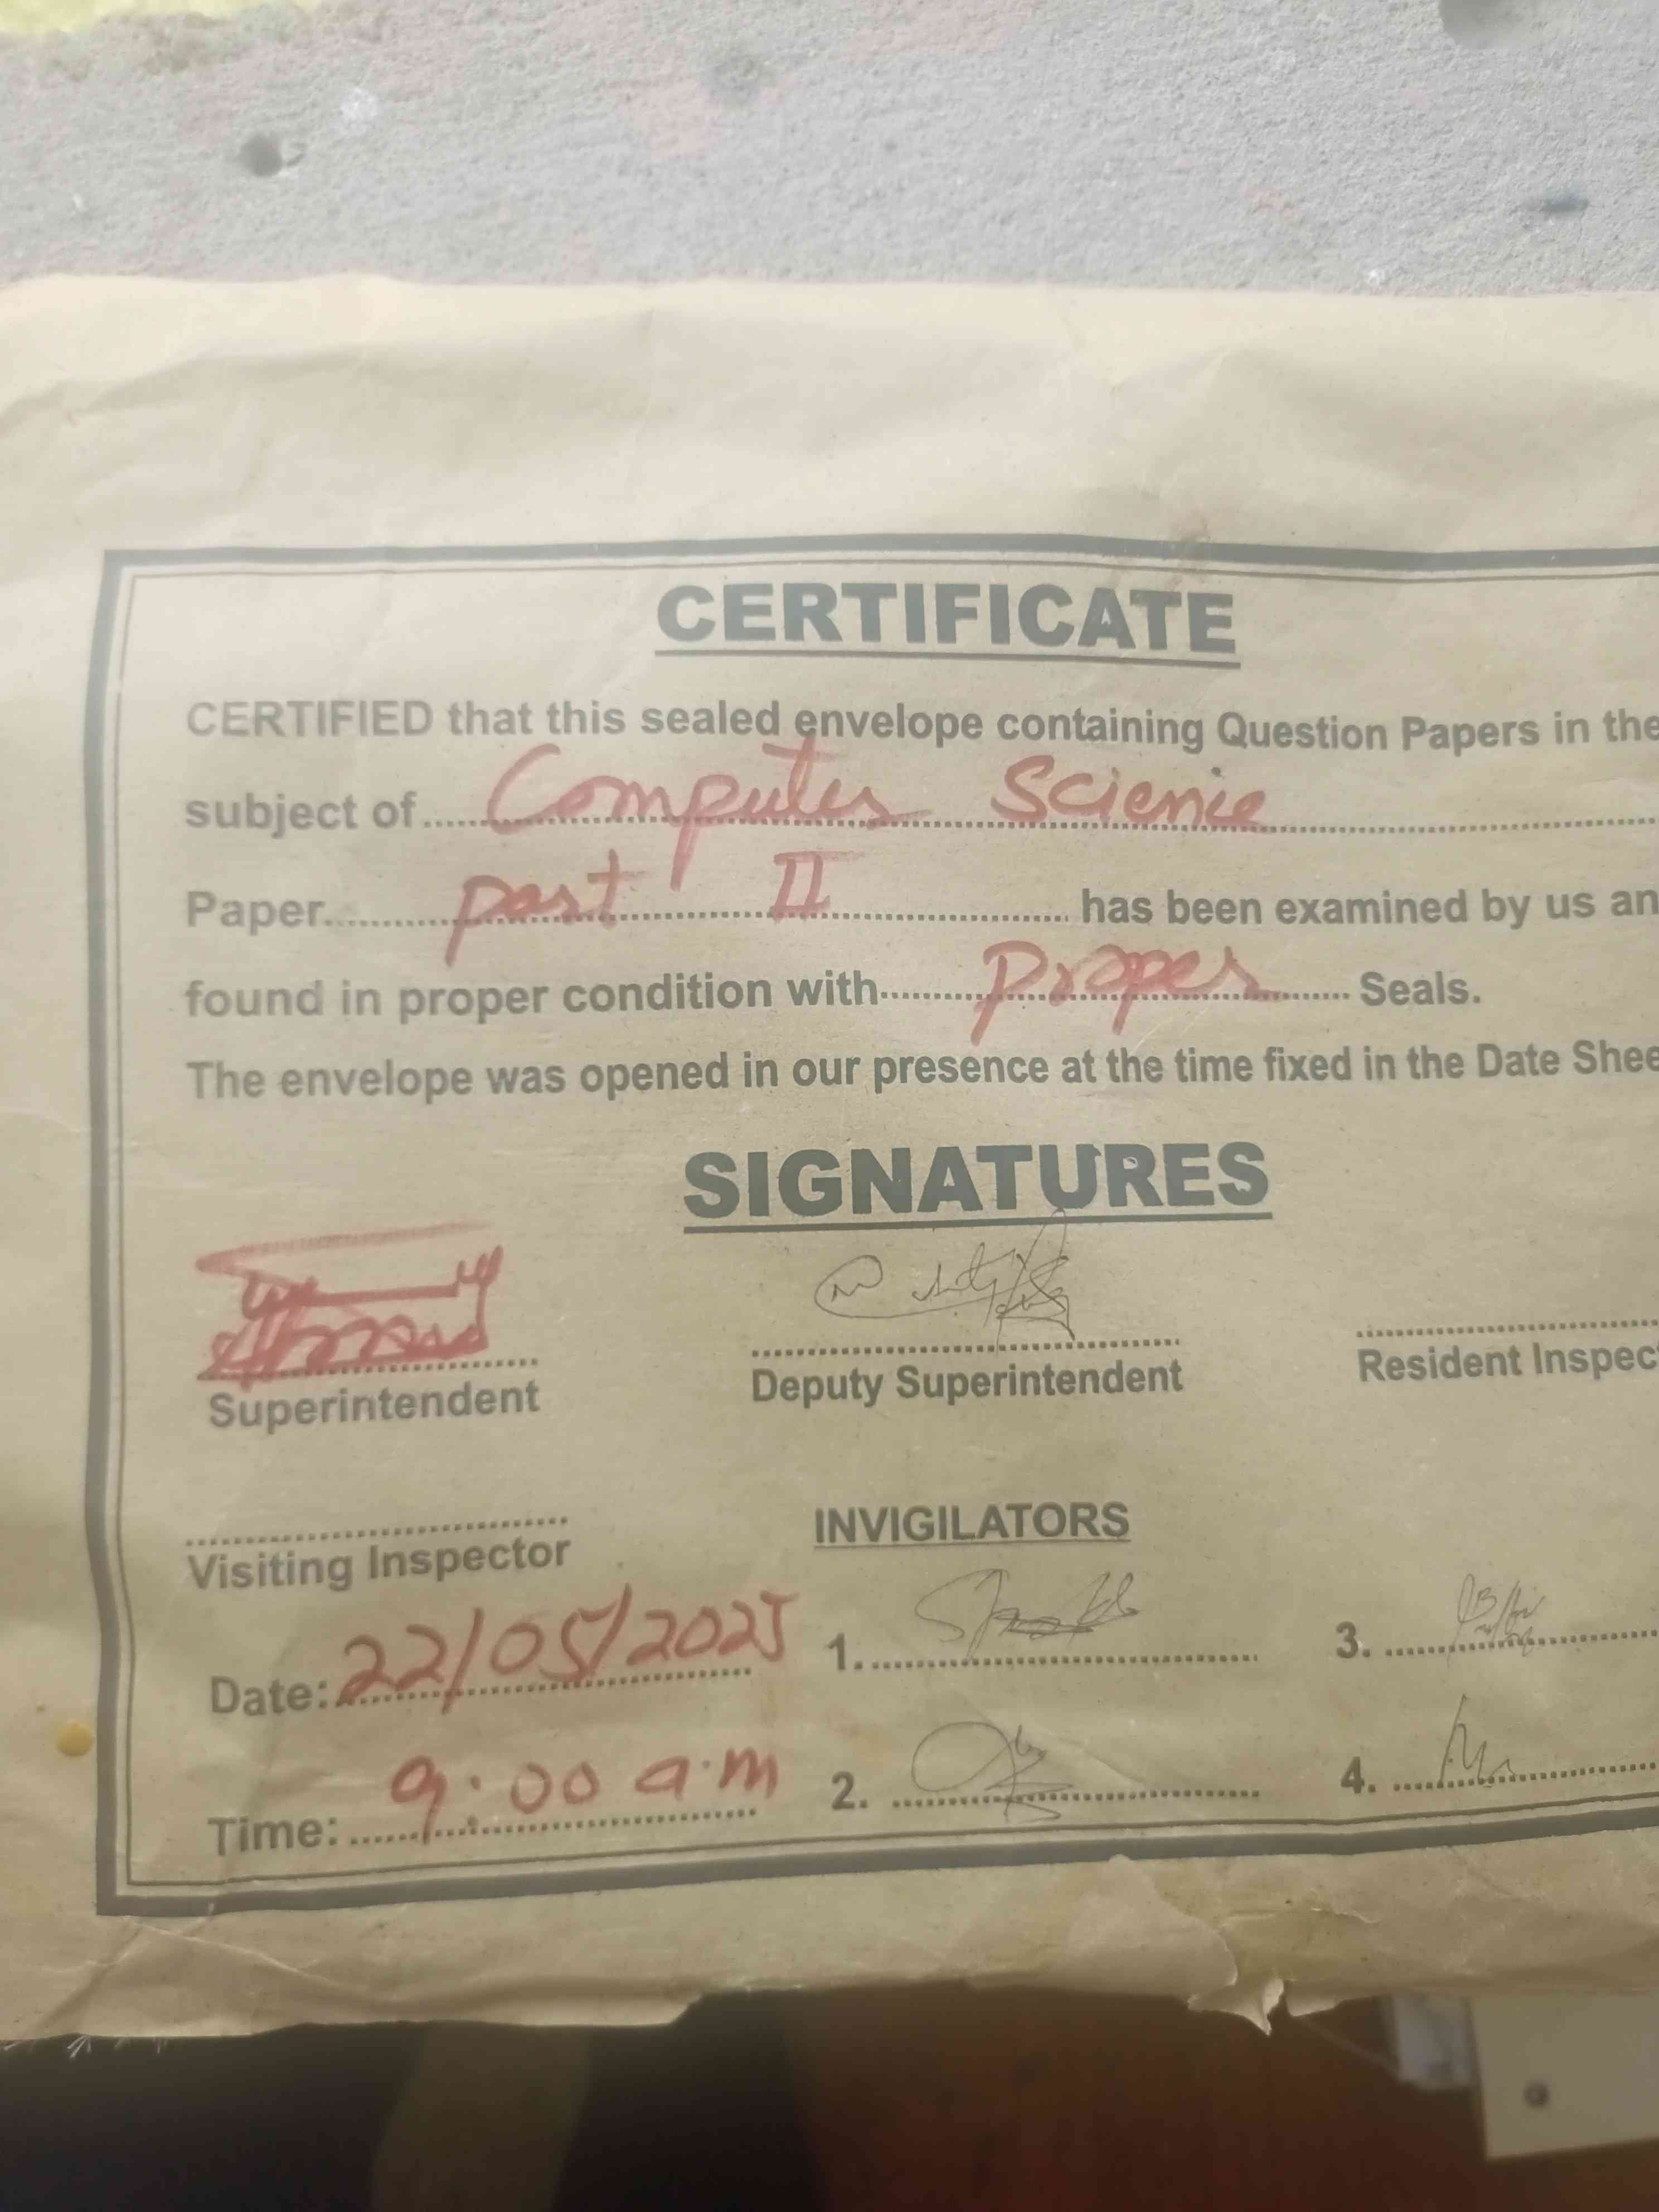 CERTIFICATE
CERTIFIED that this sealed envelope containing Question Papers in the
subject of Computer Science
Paper part II has been examined by us an
found in proper condition with Proper Seals.
The envelope was opened in our presence at the time fixed in the Date Shee
SIGNATURES
Superintendent Deputy Superintendent Resident Inspec
Visiting Inspector INVIGILATORS
Date: 22/05/2025 1. 3.
Time: 9:00 a.m 2. 4.